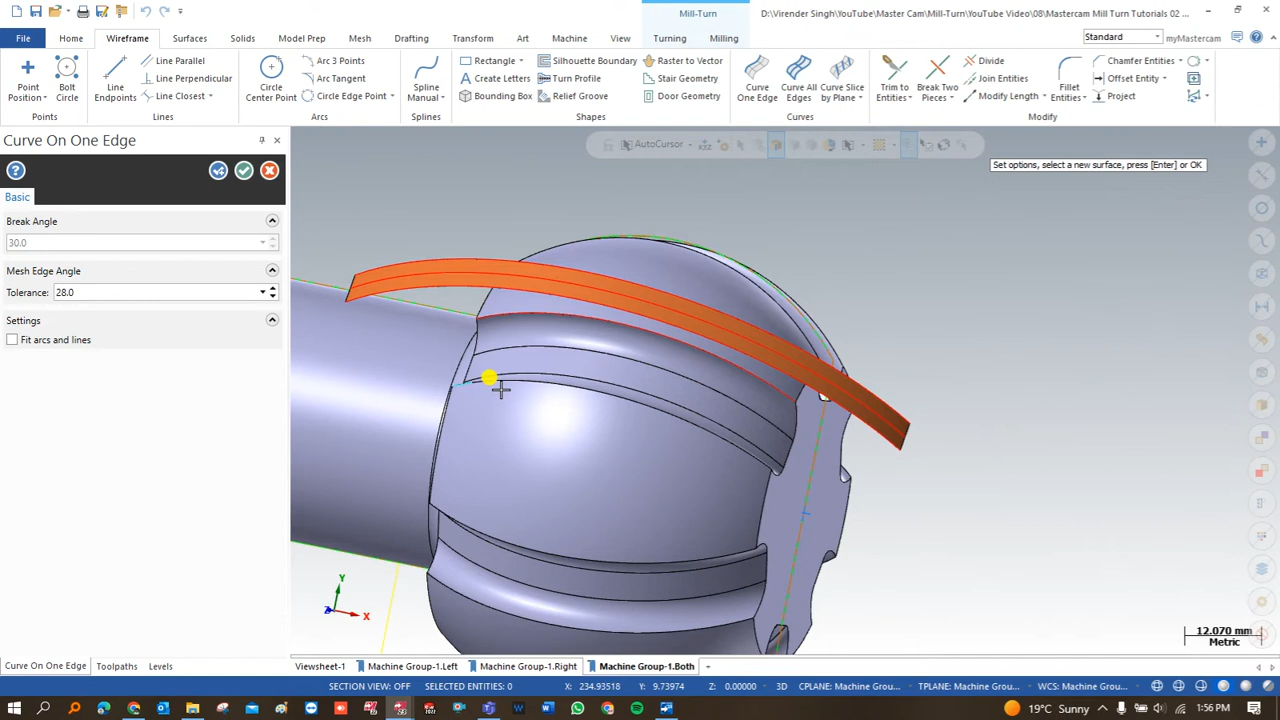 Mill-Turn
D:\Virender Singh\YouTube\Master Cam\Mill-Turn\YouTube Video\08\Mastercam Mill Turn Tutorials 02 ...
File Home Wireframe Surfaces Solids Model Prep Mesh Drafting Transform Art Machine View Turning Milling
Standard myMastercam
Point Position
Bolt Circle
Points
Line Endpoints
Line Parallel
Line Perpendicular
Line Closest
Lines
Circle Center Point
Arc 3 Points
Arc Tangent
Circle Edge Point
Arcs
Spline Manual
Splines
Rectangle
Create Letters
Bounding Box
Silhouette Boundary
Turn Profile
Relief Groove
Raster to Vector
Stair Geometry
Door Geometry
Shapes
Curve One Edge
Curve All Edges
Curve Slice by Plane
Curves
Trim to Entities
Break Two Pieces
Divide
Join Entities
Modify Length
Fillet Entities
Chamfer Entities
Offset Entity
Project
Modify
Curve On One Edge
Basic
Break Angle
30.0
Mesh Edge Angle
Tolerance: 28.0
Settings
Fit arcs and lines
AutoCursor
Set options, select a new surface, press [Enter] or OK
Y
Z
X
12.070 mm
Metric
Curve On One Edge Toolpaths Levels
Viewsheet-1 Machine Group-1.Left Machine Group-1.Right Machine Group-1.Both +
SECTION VIEW: OFF SELECTED ENTITIES: 0 X: 234.93518 Y: 9.73974 Z: 0.00000 3D CPLANE: Machine Grou... TPLANE: Machine Grou... WCS: Machine Grou...
19°C Sunny 1:56 PM